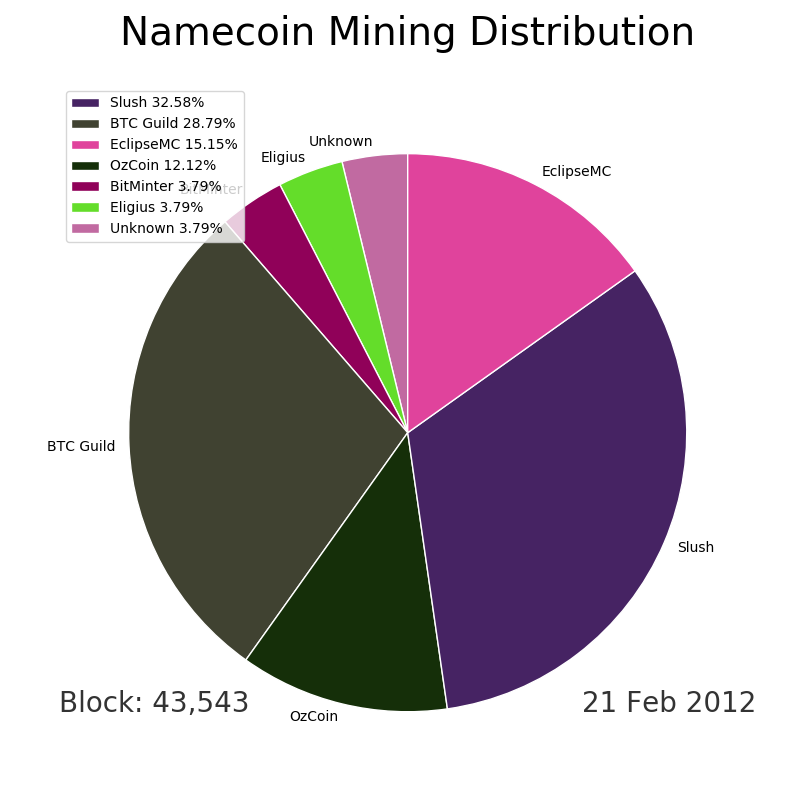 Namecoin Mining Distribution
Slush 32.58%
BTC Guild 28.79%
EclipseMC 15.15%
OzCoin 12.12%
BitMinter 3.79%
Eligius 3.79%
Unknown 3.79%
Unknown
Eligius
BitMinter
EclipseMC
BTC Guild
Slush
OzCoin
Block: 43,543
21 Feb 2012